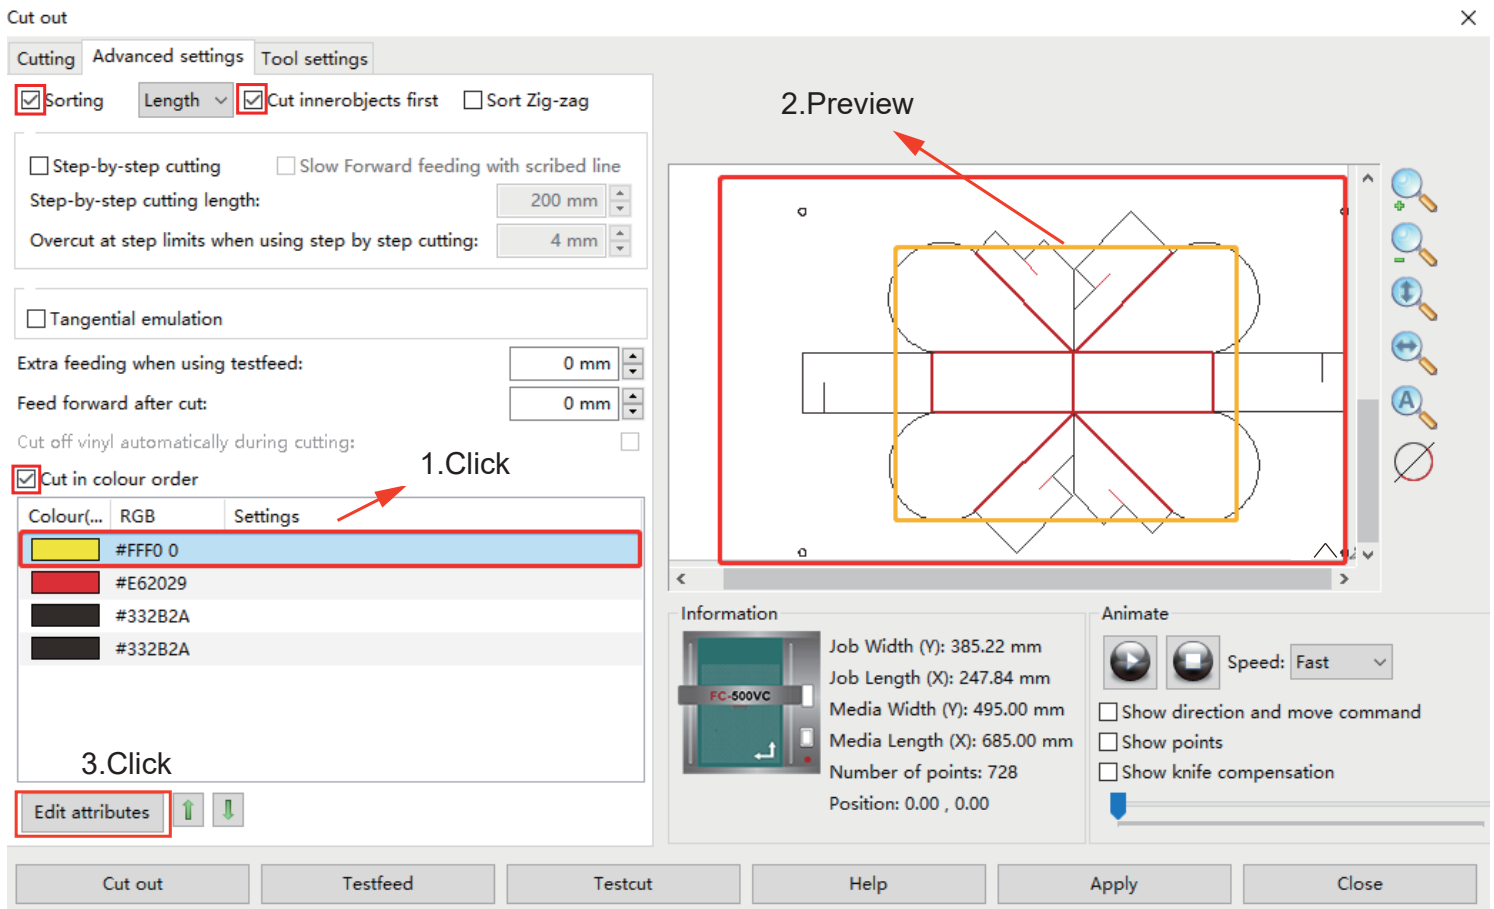 Cut out
Cutting
Advanced settings
Tool settings
Sorting
Length
Cut innerobjects first
Sort Zig-zag
Step-by-step cutting
Slow Forward feeding with scribed line
Step-by-step cutting length:
200 mm
Overcut at step limits when using step by step cutting:
4 mm
Tangential emulation
Extra feeding when using testfeed:
0 mm
Feed forward after cut:
0 mm
Cut off vinyl automatically during cutting:
1.Click
Cut in colour order
Colour(...
RGB
Settings
#FFF0 0
#E62029
#332B2A
#332B2A
3.Click
Edit attributes
2.Preview
A
Information
FC-500VC
Job Width (Y): 385.22 mm
Job Length (X): 247.84 mm
Media Width (Y): 495.00 mm
Media Length (X): 685.00 mm
Number of points: 728
Position: 0.00 , 0.00
Animate
Speed:
Fast
Show direction and move command
Show points
Show knife compensation
Cut out
Testfeed
Testcut
Help
Apply
Close